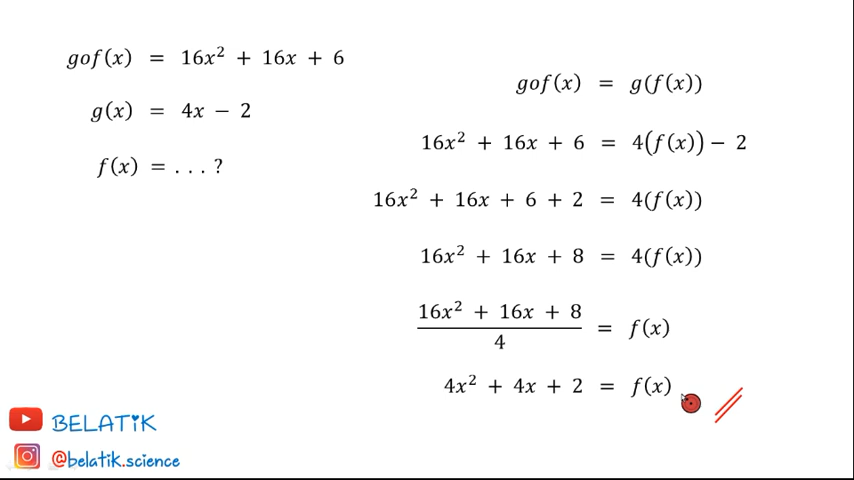 gof(x) = 16x² + 16x + 6
g(x) = 4x − 2
f(x) = . . . ?
gof(x) = g(f(x))
16x² + 16x + 6 = 4(f(x)) − 2
16x² + 16x + 6 + 2 = 4(f(x))
16x² + 16x + 8 = 4(f(x))
16x² + 16x + 8
4
= f(x)
4x² + 4x + 2 = f(x)
BELATiK
@belatik.science